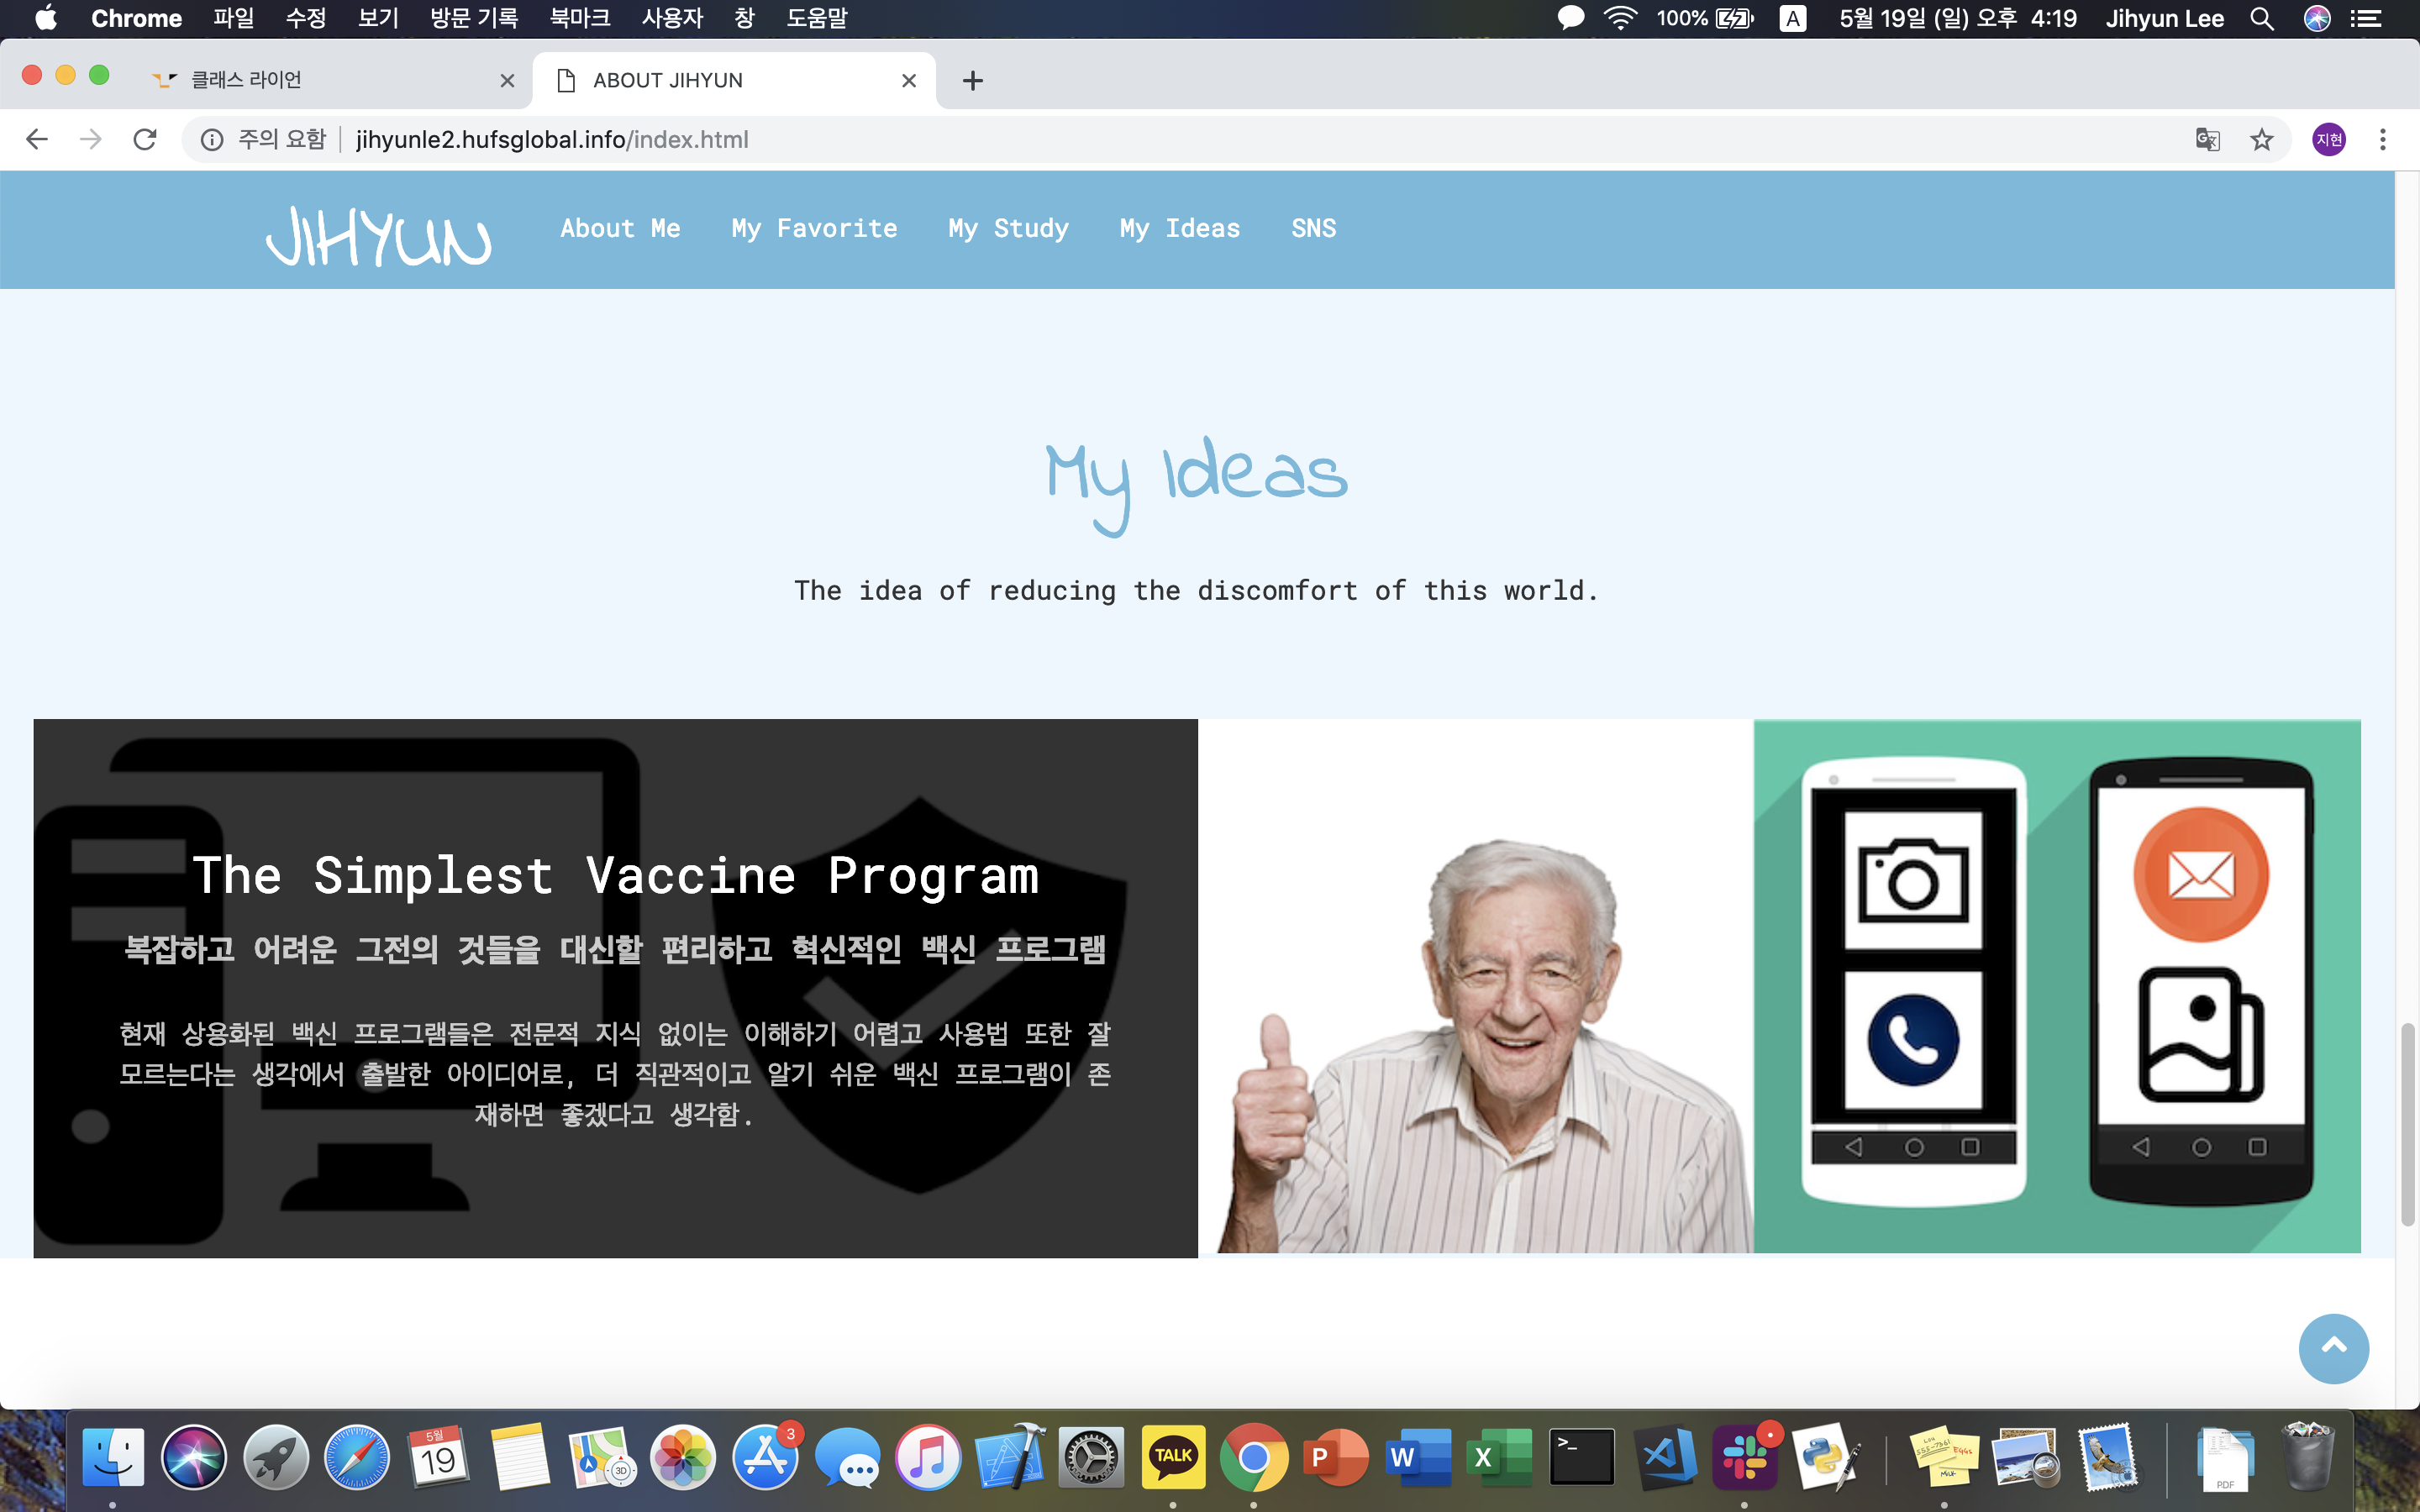 Chrome 파일 수정 보기 방문 기록 북마크 사용자 창 도움말 100% A 5월 19일 (일) 오후 4:19 Jihyun Lee
클래스 라이언 ABOUT JIHYUN
주의 요함 jihyunle2.hufsglobal.info/index.html 지현
JIHYUN About Me My Favorite My Study My Ideas SNS
My Ideas
The idea of reducing the discomfort of this world.
The Simplest Vaccine Program
복잡하고 어려운 그전의 것들을 대신할 편리하고 혁신적인 백신 프로그램
현재 상용화된 백신 프로그램들은 전문적 지식 없이는 이해하기 어렵고 사용법 또한 잘
모르는다는 생각에서 출발한 아이디어로, 더 직관적이고 알기 쉬운 백신 프로그램이 존
재하면 좋겠다고 생각함.
5월
19
3D
3
TALK
P
W
X
>_
PDF